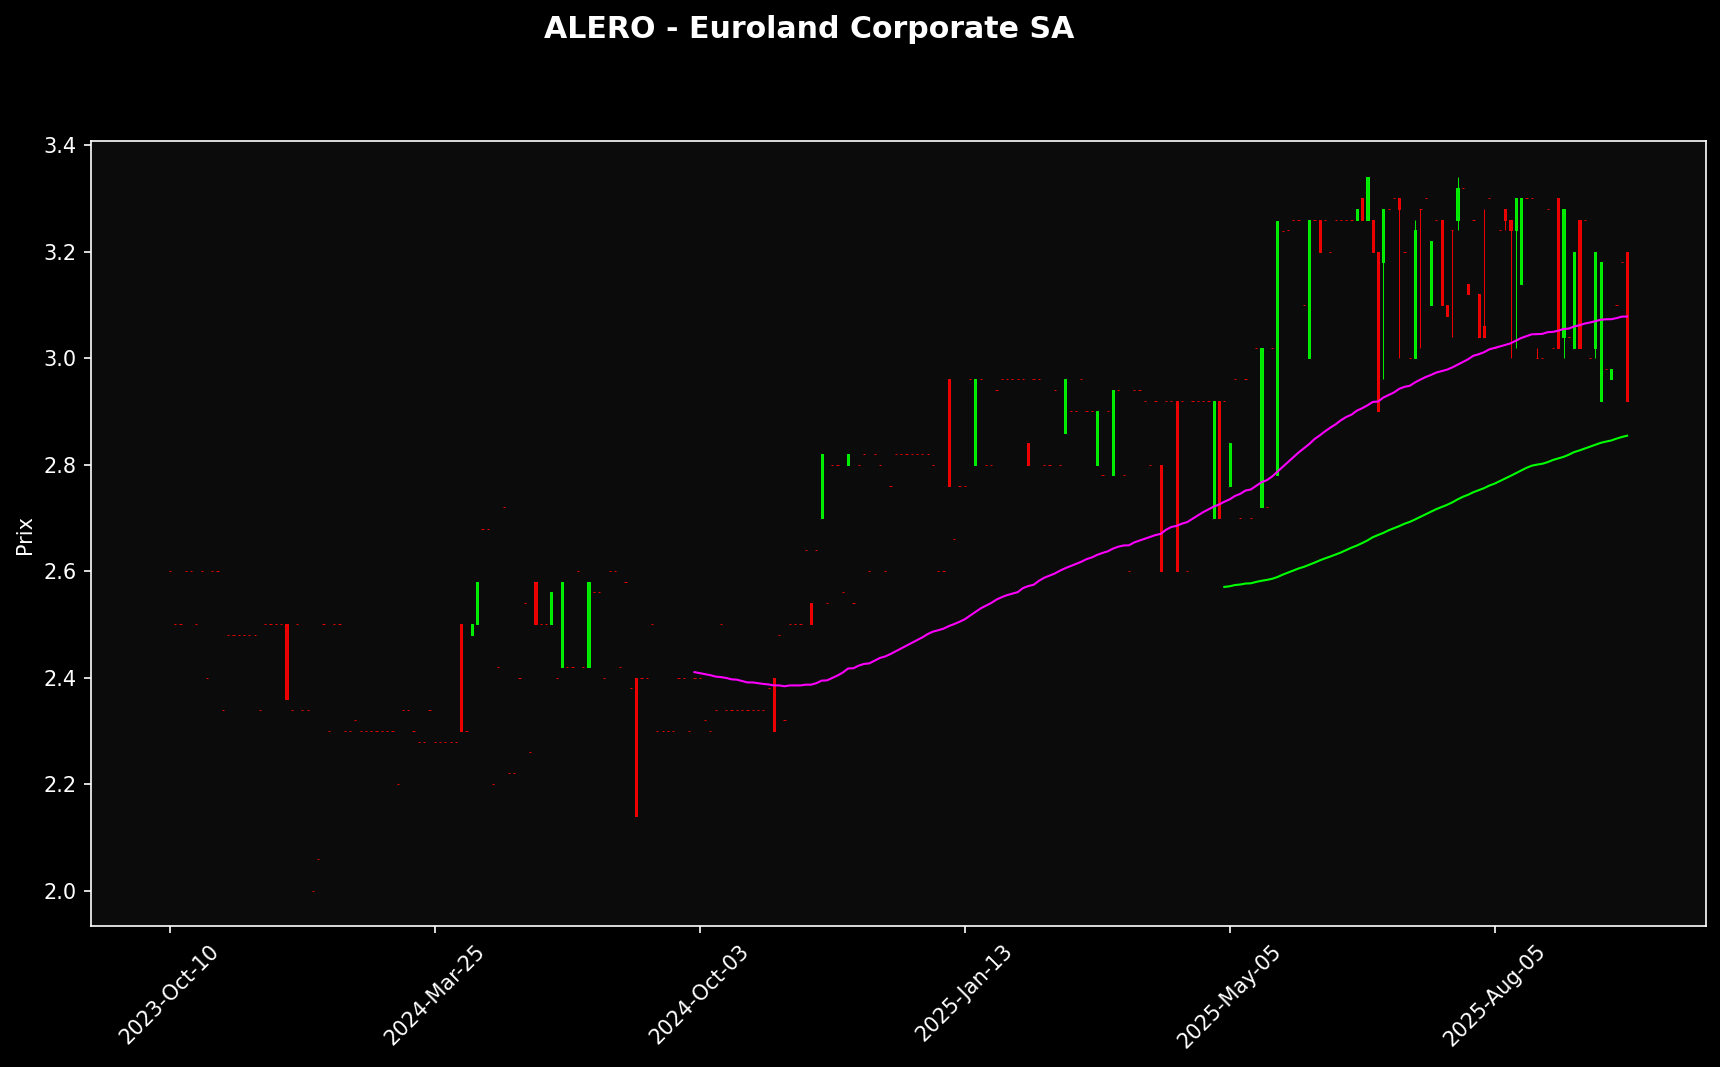 ALERO - Euroland Corporate SA
Prix
3.4
3.2
3.0
2.8
2.6
2.4
2.2
2.0
2023-Oct-10
2024-Mar-25
2024-Oct-03
2025-Jan-13
2025-May-05
2025-Aug-05